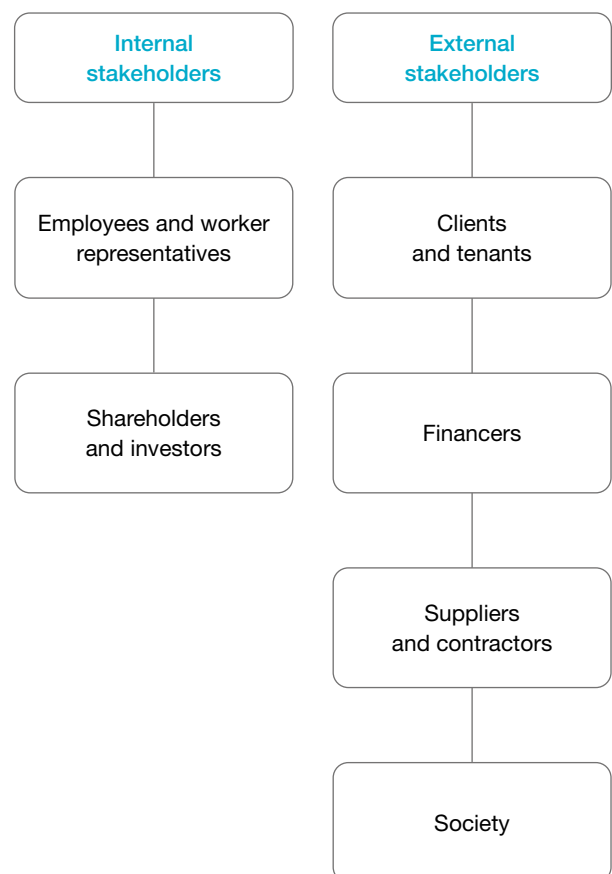 Internal
stakeholders
Employees and worker
representatives
Shareholders
and investors
External
stakeholders
Clients
and tenants
Financers
Suppliers
and contractors
Society